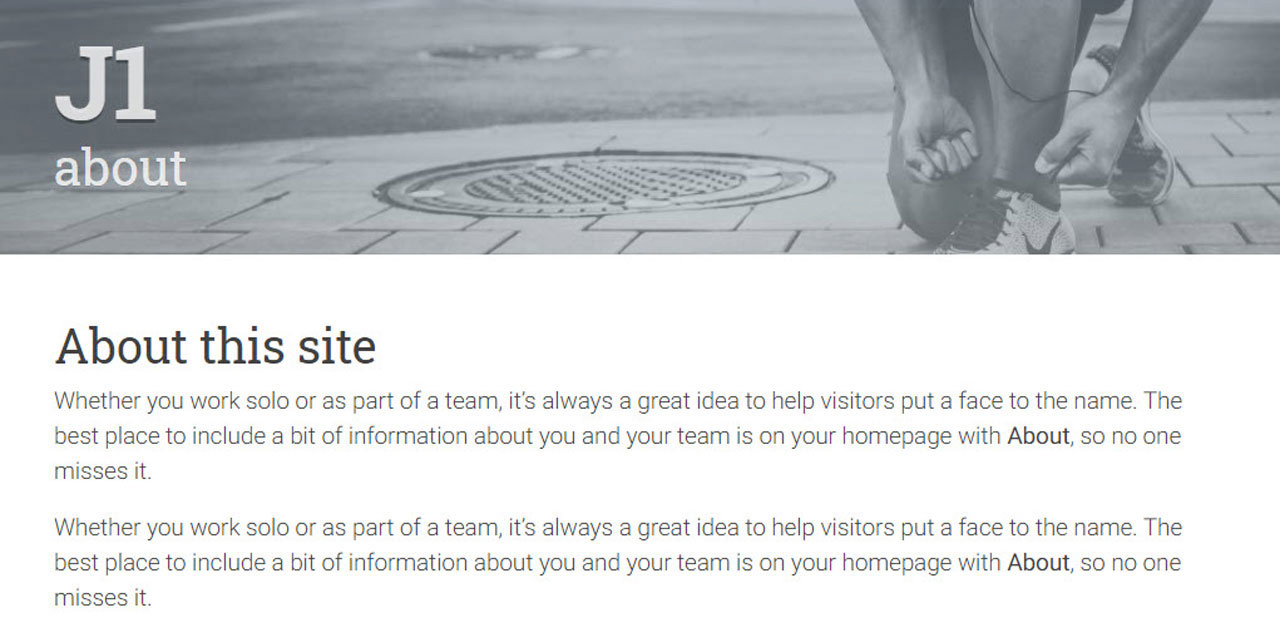 J1
about
About this site
Whether you work solo or as part of a team, it’s always a great idea to help visitors put a face to the name. The
best place to include a bit of information about you and your team is on your homepage with About, so no one
misses it.
Whether you work solo or as part of a team, it’s always a great idea to help visitors put a face to the name. The
best place to include a bit of information about you and your team is on your homepage with About, so no one
misses it.